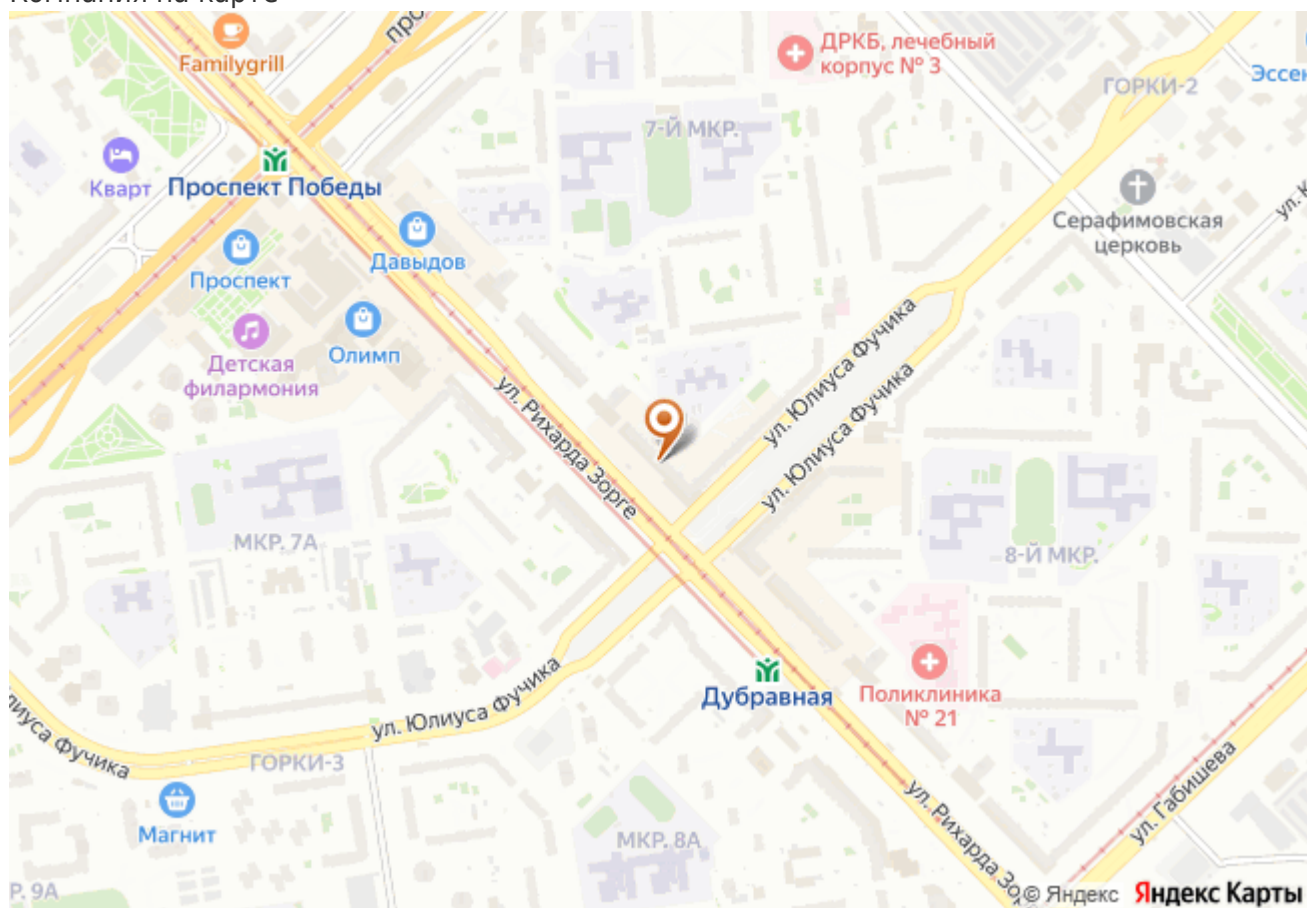 Familygrill
ДРКБ, лечебный
корпус № 3
ГОРКИ-2
7-Й МКР.
Кварт
Проспект Победы
Серафимовская
церковь
Давыдов
Проспект
Олимп
Детская
филармония
ул. Юлиуса Фучика
ул. Юлиуса Фучика
ул. Рихарда Зорге
МКР. 7А
8-Й МКР.
Дубравная
Поликлиника
№ 21
ул. Юлиуса Фучика
ГОРКИ-3
Магнит
МКР. 8А
ул. Габишева
© Яндекс Яндекс Карты